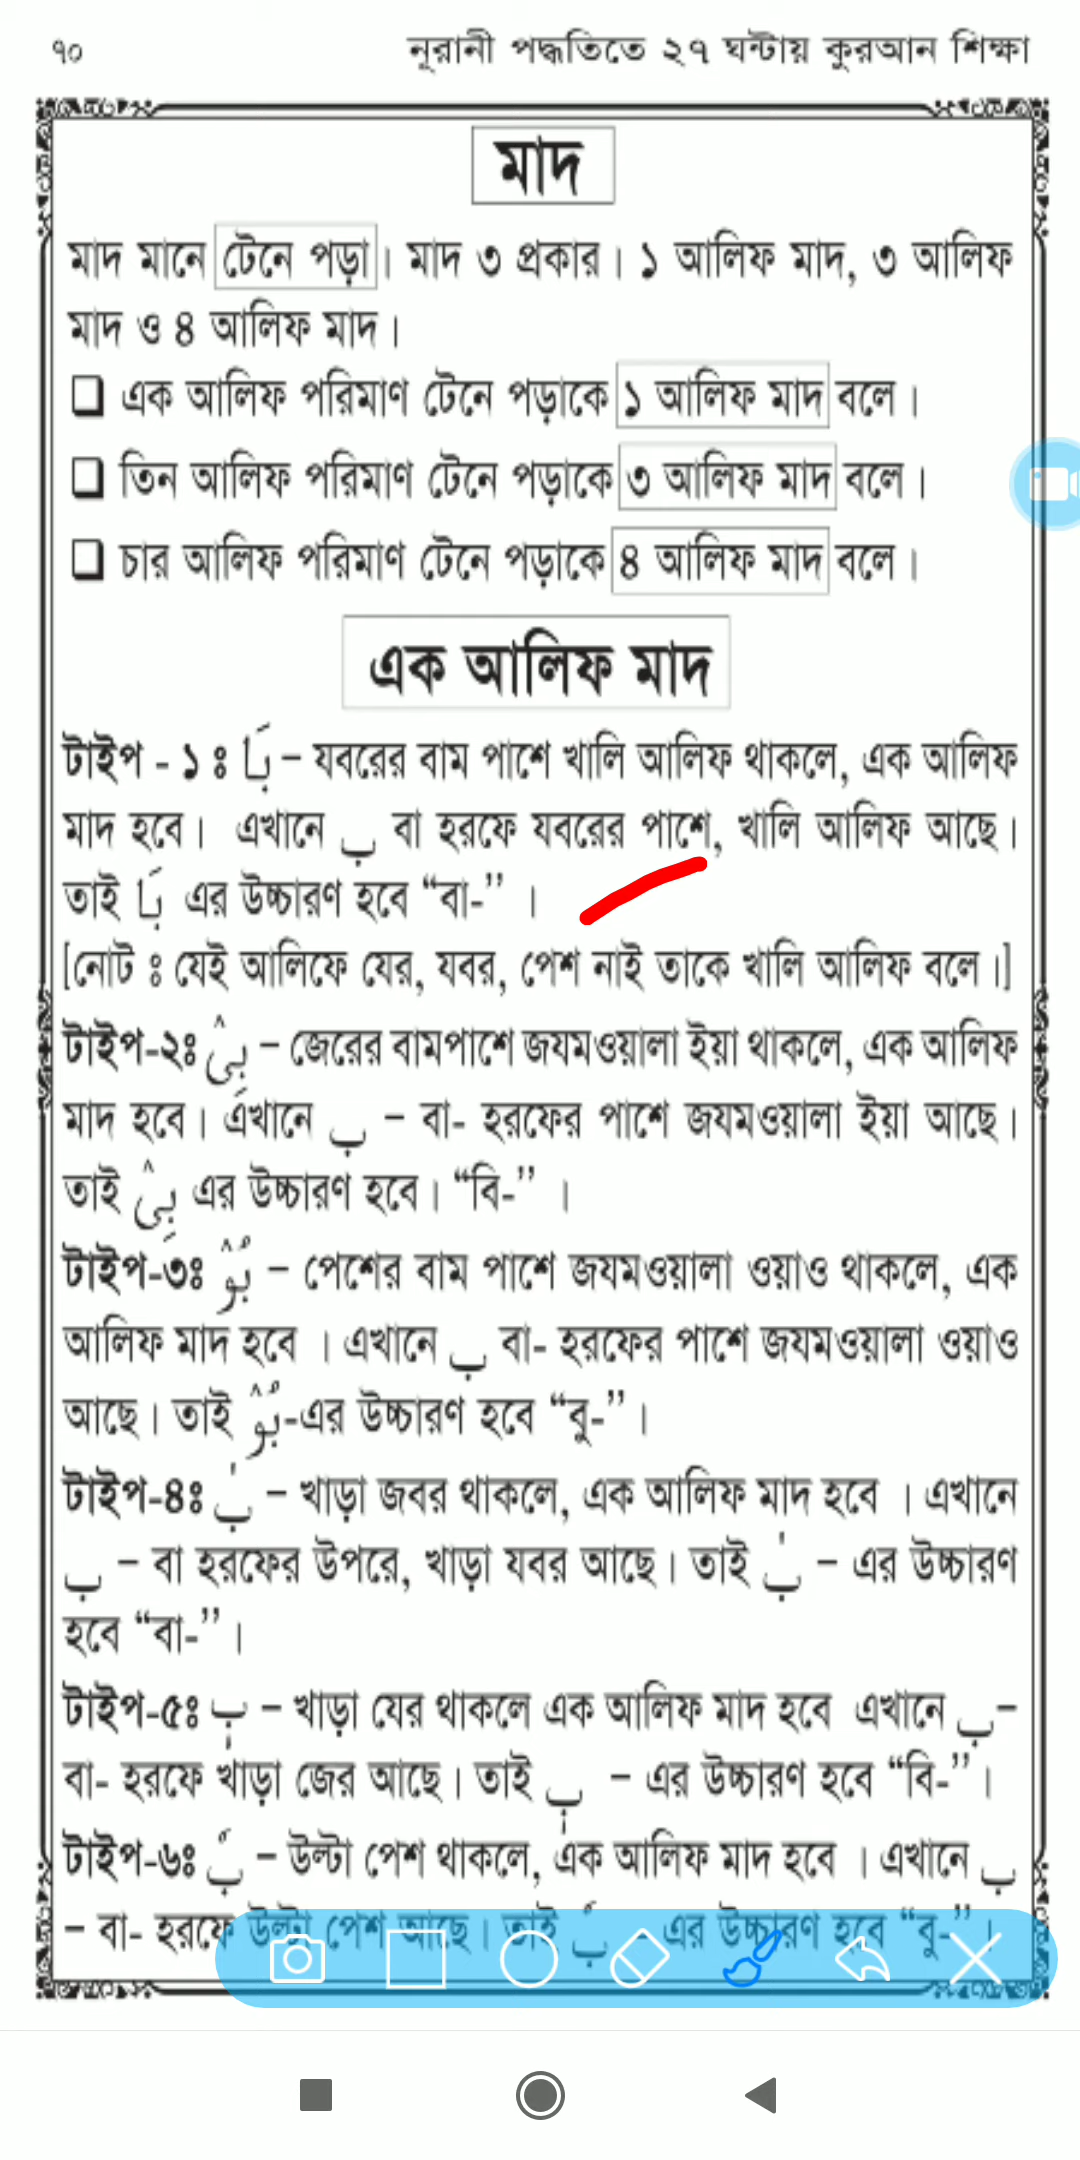 ৭০ নূরানী পদ্ধতিতে ২৭ ঘন্টায় কুরআন শিক্ষা
মাদ
মাদ মানে টেনে পড়া। মাদ ৩ প্রকার। ১ আলিফ মাদ, ৩ আলিফ
মাদ ও ৪ আলিফ মাদ।
❑ এক আলিফ পরিমাণ টেনে পড়াকে ১ আলিফ মাদ বলে।
❑ তিন আলিফ পরিমাণ টেনে পড়াকে ৩ আলিফ মাদ বলে।
❑ চার আলিফ পরিমাণ টেনে পড়াকে ৪ আলিফ মাদ বলে।
এক আলিফ মাদ
টাইপ - ১ঃ بَا – যবরের বাম পাশে খালি আলিফ থাকলে, এক আলিফ
মাদ হবে। এখানে ب বা হরফে যবরের পাশে, খালি আলিফ আছে।
তাই بَا এর উচ্চারণ হবে “বা-” ।
[নোট ঃ যেই আলিফে যের, যবর, পেশ নাই তাকে খালি আলিফ বলে।]
টাইপ-২ঃ بِىْ – জেরের বামপাশে জযমওয়ালা ইয়া থাকলে, এক আলিফ
মাদ হবে। এখানে ب – বা- হরফের পাশে জযমওয়ালা ইয়া আছে।
তাই بِىْ এর উচ্চারণ হবে। “বি-” ।
টাইপ-৩ঃ بُوْ – পেশের বাম পাশে জযমওয়ালা ওয়াও থাকলে, এক
আলিফ মাদ হবে । এখানে ب বা- হরফের পাশে জযমওয়ালা ওয়াও
আছে। তাই بُوْ-এর উচ্চারণ হবে “বু-”।
টাইপ-৪ঃ بٰ – খাড়া জবর থাকলে, এক আলিফ মাদ হবে । এখানে
ب – বা হরফের উপরে, খাড়া যবর আছে। তাই بٰ – এর উচ্চারণ
হবে “বা-”।
টাইপ-৫ঃ بٖ – খাড়া যের থাকলে এক আলিফ মাদ হবে এখানে ب –
বা- হরফে খাড়া জের আছে। তাই بٖ – এর উচ্চারণ হবে “বি-”।
টাইপ-৬ঃ بٗ – উল্টা পেশ থাকলে, এক আলিফ মাদ হবে । এখানে ب
– বা- হরফে উল্টা পেশ আছে। তাই بٗ – এর উচ্চারণ হবে “বু-”।